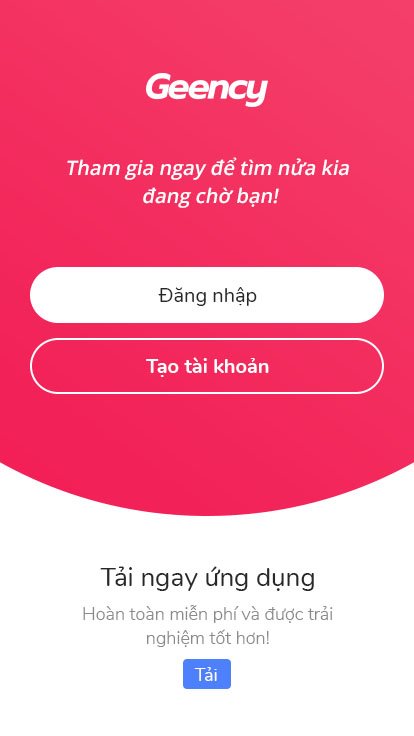 Geency
Tham gia ngay để tìm nửa kia
đang chờ bạn!
Đăng nhập
Tạo tài khoản
Tải ngay ứng dụng
Hoàn toàn miễn phí và được trải
nghiệm tốt hơn!
Tải